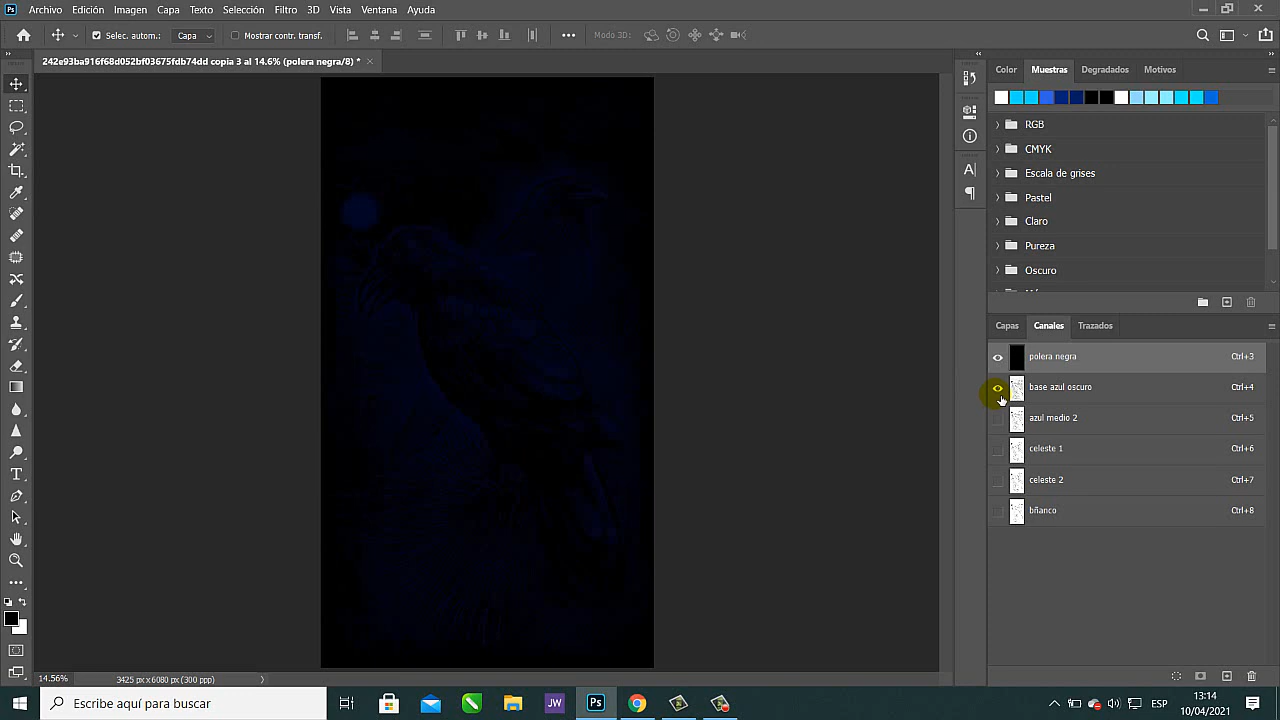 Ps Archivo Edición Imagen Capa Texto Selección Filtro 3D Vista Ventana Ayuda
Selec. autom.: Capa Mostrar contr. transf. Modo 3D:
242e93ba916f68d052bf03675fdb74dd copia 3 al 14.6% (polera negra/8) *
Color Muestras Degradados Motivos
RGB
CMYK
Escala de grises
Pastel
Claro
Pureza
Oscuro
Capas Canales Trazados
polera negra Ctrl+3
base azul oscuro Ctrl+4
azul medio 2 Ctrl+5
celeste 1 Ctrl+6
celeste 2 Ctrl+7
bñanco Ctrl+8
14.56% 3425 px x 6080 px (300 ppp)
Escribe aquí para buscar
JW
Ps
ESP
13:14
10/04/2021